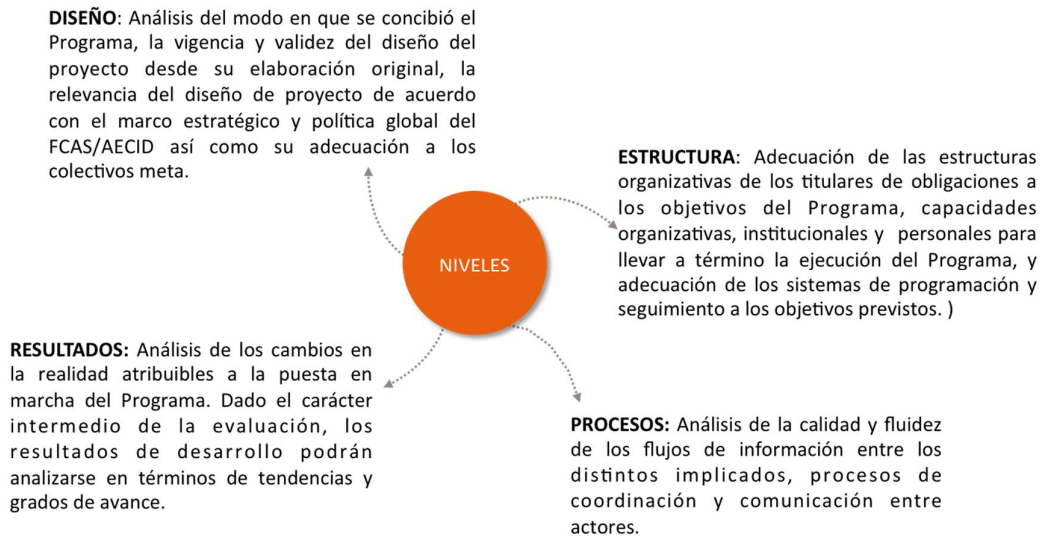 DISEÑO: Análisis del modo en que se concibió el
Programa, la vigencia y validez del diseño del
proyecto desde su elaboración original, la
relevancia del diseño de proyecto de acuerdo
con el marco estratégico y política global del
FCAS/AECID así como su adecuación a los
colectivos meta.
ESTRUCTURA: Adecuación de las estructuras
organizativas de los titulares de obligaciones a
los objetivos del Programa, capacidades
organizativas, institucionales y personales para
llevar a término la ejecución del Programa, y
adecuación de los sistemas de programación y
seguimiento a los objetivos previstos. )
NIVELES
RESULTADOS: Análisis de los cambios en
la realidad atribuibles a la puesta en
marcha del Programa. Dado el carácter
intermedio de la evaluación, los
resultados de desarrollo podrán
analizarse en términos de tendencias y
grados de avance.
PROCESOS: Análisis de la calidad y fluidez
de los flujos de información entre los
distintos implicados, procesos de
coordinación y comunicación entre
actores.